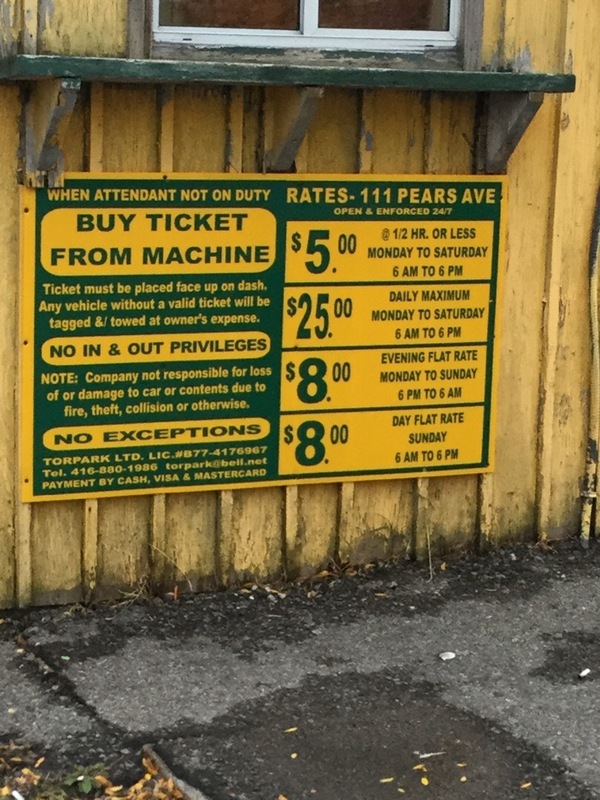 WHEN ATTENDANT NOT ON DUTY
BUY TICKET
FROM MACHINE
Ticket must be placed face up on dash.
Any vehicle without a valid ticket will be
tagged &/ towed at owner's expense.
NO IN & OUT PRIVILEGES
NOTE: Company not responsible for loss
of or damage to car or contents due to
fire, theft, collision or otherwise.
NO EXCEPTIONS
TORPARK LTD. LIC.#B77-4176967
Tel. 416-880-1986 torpark@bell.net
PAYMENT BY CASH, VISA & MASTERCARD
RATES- 111 PEARS AVE
OPEN & ENFORCED 24/7
$5.00
@ 1/2 HR. OR LESS
MONDAY TO SATURDAY
6 AM TO 6 PM
$25.00
DAILY MAXIMUM
MONDAY TO SATURDAY
6 AM TO 6 PM
$8.00
EVENING FLAT RATE
MONDAY TO SUNDAY
6 PM TO 6 AM
$8.00
DAY FLAT RATE
SUNDAY
6 AM TO 6 PM